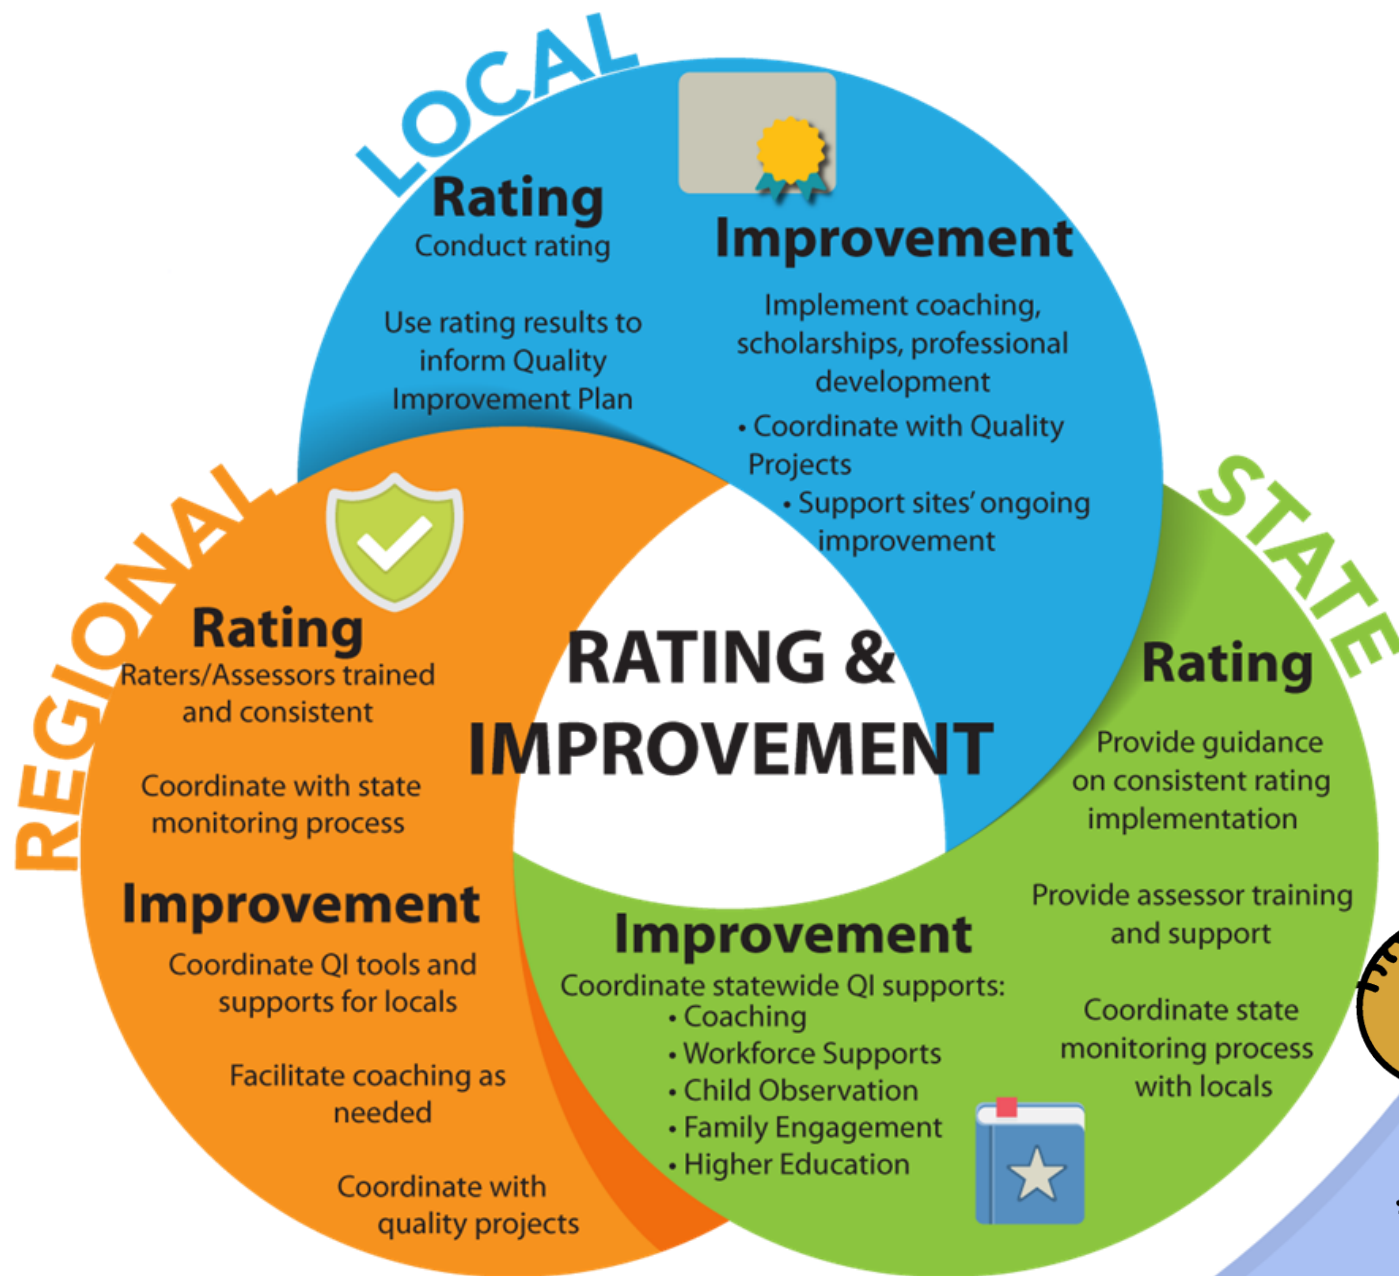 LOCAL
Rating
Conduct rating
Use rating results to
inform Quality
Improvement Plan
Improvement
Implement coaching,
scholarships, professional
development
• Coordinate with Quality
Projects
• Support sites’ ongoing
improvement
REGIONAL
Rating
Raters/Assessors trained
and consistent
Coordinate with state
monitoring process
Improvement
Coordinate QI tools and
supports for locals
Facilitate coaching as
needed
Coordinate with
quality projects
RATING &
IMPROVEMENT
STATE
Rating
Provide guidance
on consistent rating
implementation
Provide assessor training
and support
Coordinate state
monitoring process
with locals
Improvement
Coordinate statewide QI supports:
• Coaching
• Workforce Supports
• Child Observation
• Family Engagement
• Higher Education